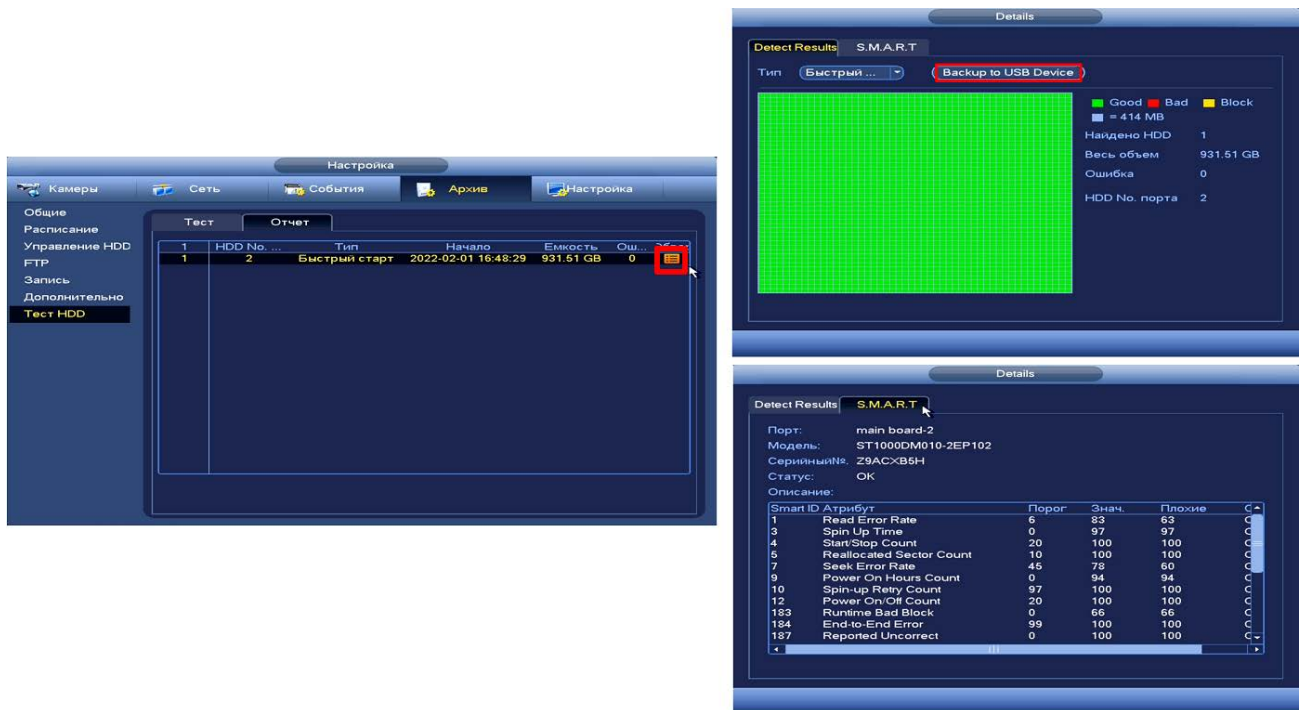 Настройка
Камеры Сеть События Архив Настройка
Общие
Расписание
Управление HDD
FTP
Запись
Дополнительно
Тест HDD
Тест Отчет
1 HDD No. ... Тип Начало Емкость Ош...
1 2 Быстрый старт 2022-02-01 16:48:29 931.51 GB 0
Details
Detect Results S.M.A.R.T
Тип Быстрый ... Backup to USB Device
Good Bad Block
= 414 MB
Найдено HDD 1
Весь объем 931.51 GB
Ошибка 0
HDD No. порта 2
Details
Detect Results S.M.A.R.T
Порт: main board-2
Модель: ST1000DM010-2EP102
Серийный№. Z9ACXB5H
Статус: OK
Описание:
Smart ID Атрибут Порог Знач. Плохие
1 Read Error Rate 6 83 63
3 Spin Up Time 0 97 97
4 Start/Stop Count 20 100 100
5 Reallocated Sector Count 10 100 100
7 Seek Error Rate 45 78 60
9 Power On Hours Count 0 94 94
10 Spin-up Retry Count 97 100 100
12 Power On/Off Count 20 100 100
183 Runtime Bad Block 0 66 66
184 End-to-End Error 99 100 100
187 Reported Uncorrect 0 100 100